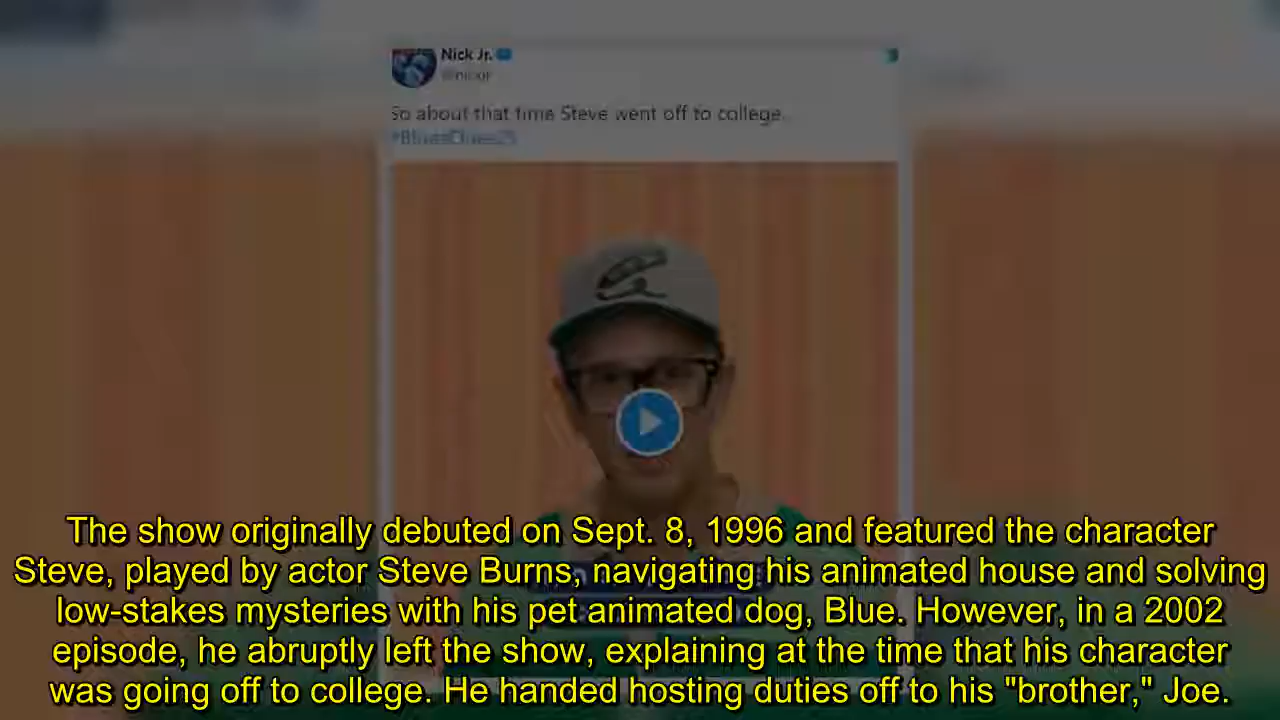 Nick Jr.
So about that time Steve went off to college.
#BluesClues25
The show originally debuted on Sept. 8, 1996 and featured the character
Steve, played by actor Steve Burns, navigating his animated house and solving
low-stakes mysteries with his pet animated dog, Blue. However, in a 2002
episode, he abruptly left the show, explaining at the time that his character
was going off to college. He handed hosting duties off to his "brother," Joe.